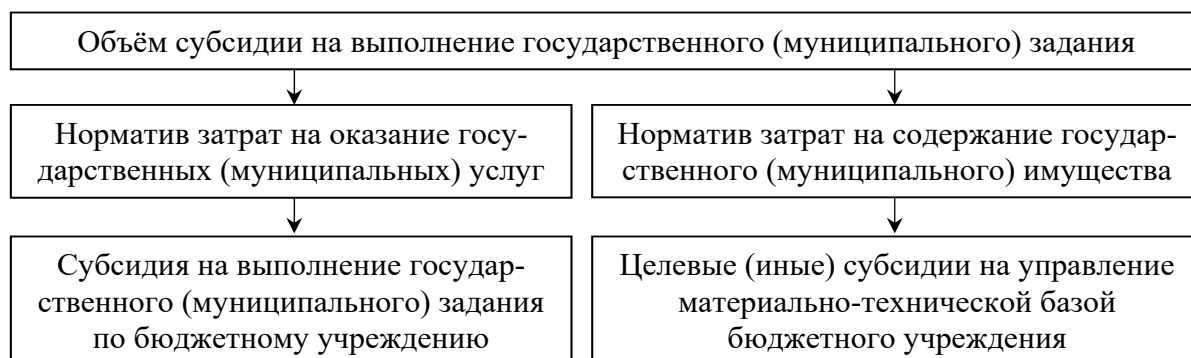 Объём субсидии на выполнение государственного (муниципального) задания
Норматив затрат на оказание госу-
дарственных (муниципальных) услуг
Норматив затрат на содержание государ-
ственного (муниципального) имущества
Субсидия на выполнение государ-
ственного (муниципального) задания
по бюджетному учреждению
Целевые (иные) субсидии на управление
материально-технической базой
бюджетного учреждения